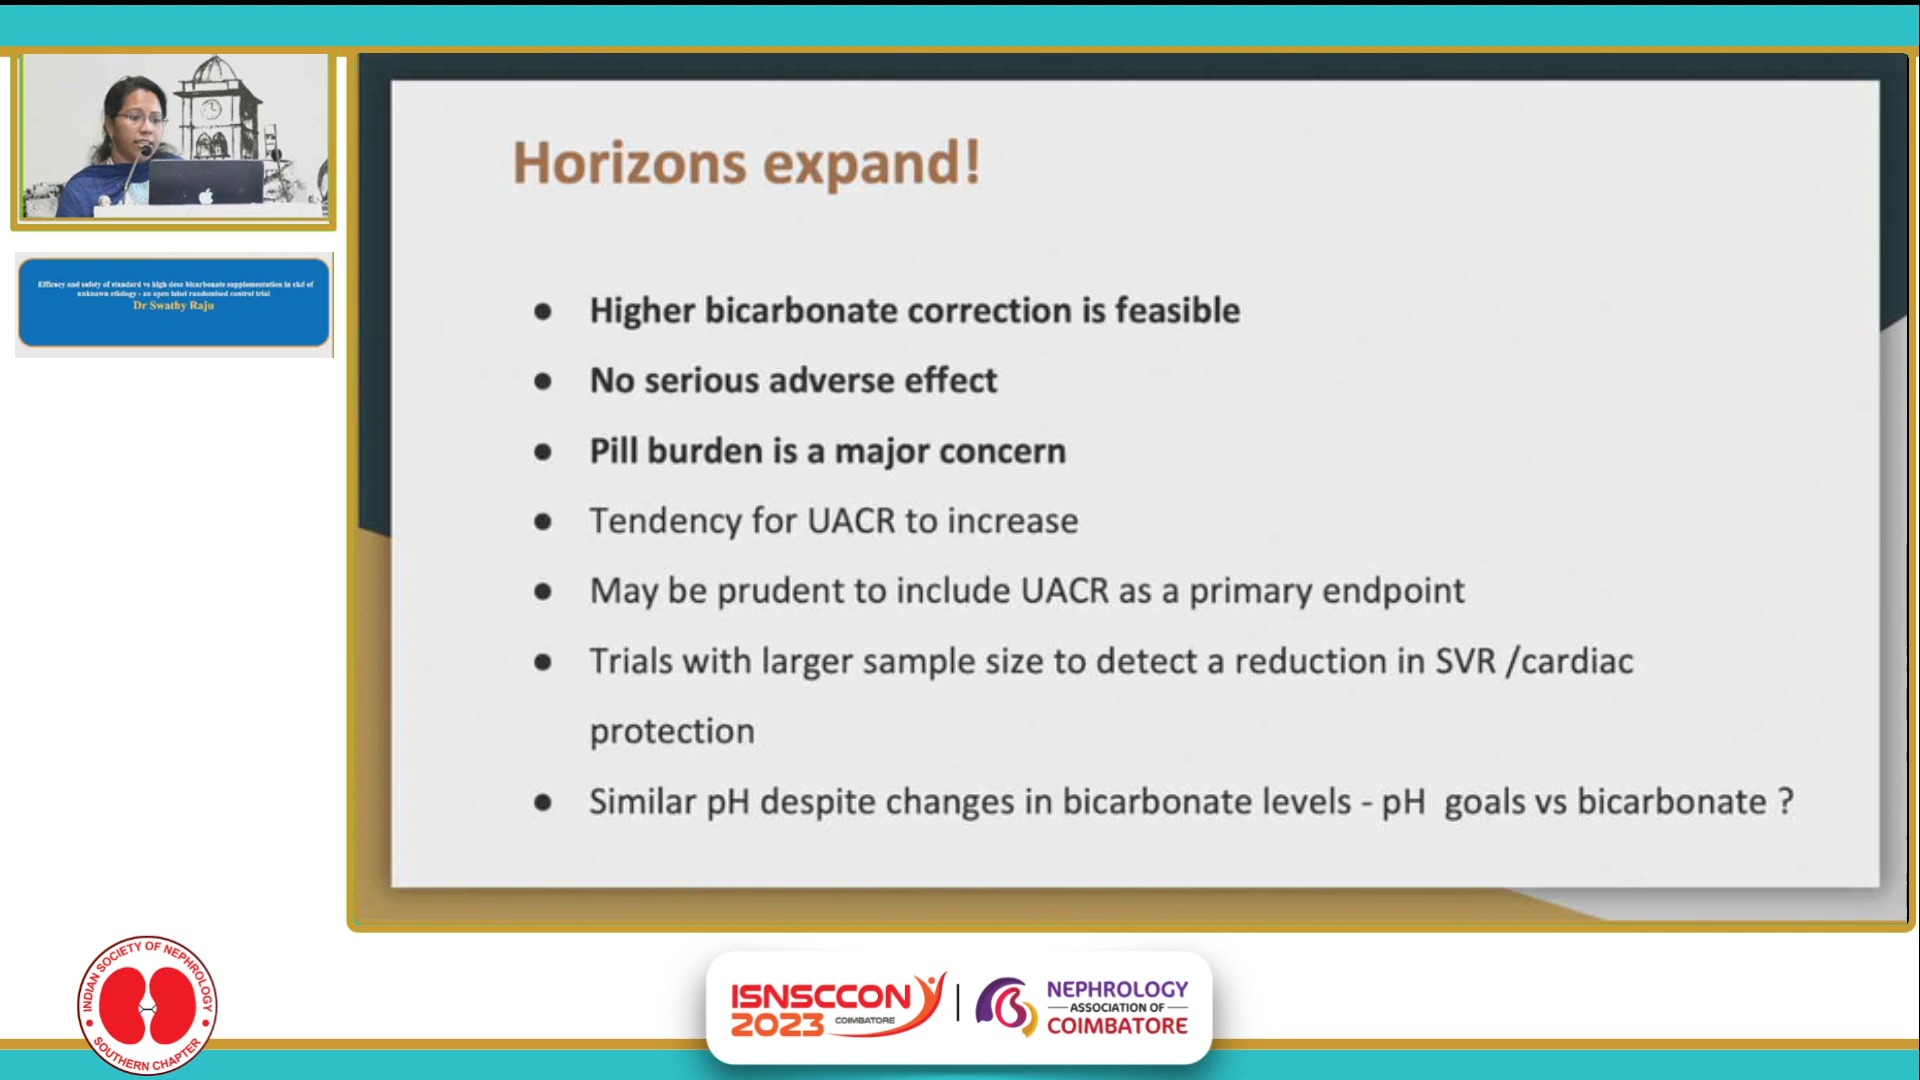 Efficacy and safety of standard vs high dose bicarbonate supplementation in ckd of
unknown etiology - an open label randomised control trial
Dr Swathy Raju
Horizons expand!
● Higher bicarbonate correction is feasible
● No serious adverse effect
● Pill burden is a major concern
● Tendency for UACR to increase
● May be prudent to include UACR as a primary endpoint
● Trials with larger sample size to detect a reduction in SVR /cardiac
protection
● Similar pH despite changes in bicarbonate levels - pH goals vs bicarbonate ?
INDIAN SOCIETY OF NEPHROLOGY
SOUTHERN CHAPTER
ISNSCCON
2023 COIMBATORE
NEPHROLOGY
ASSOCIATION OF
COIMBATORE